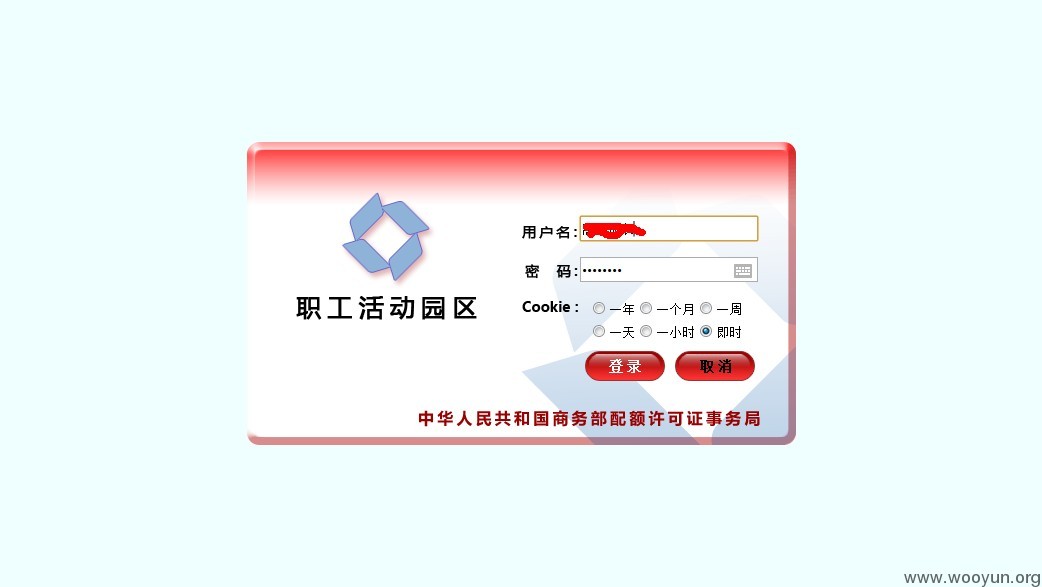 用户名:
密 码:
职工活动园区
Cookie : 一年 一个月 一周
一天 一小时 即时
登录 取消
中华人民共和国商务部配额许可证事务局
www.wooyun.org